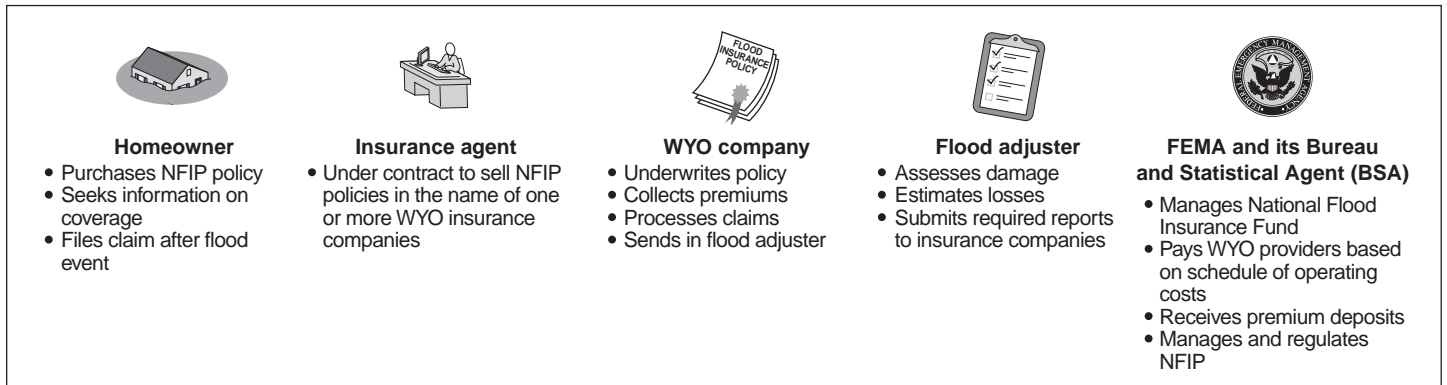 FLOOD
INSURANCE
POLICY
FEDERAL EMERGENCY MANAGEMENT AGENCY
Homeowner
• Purchases NFIP policy
• Seeks information on
coverage
• Files claim after flood
event
Insurance agent
• Under contract to sell NFIP
policies in the name of one
or more WYO insurance
companies
WYO company
• Underwrites policy
• Collects premiums
• Processes claims
• Sends in flood adjuster
Flood adjuster
• Assesses damage
• Estimates losses
• Submits required reports
to insurance companies
FEMA and its Bureau
and Statistical Agent (BSA)
• Manages National Flood
Insurance Fund
• Pays WYO providers based
on schedule of operating
costs
• Receives premium deposits
• Manages and regulates
NFIP